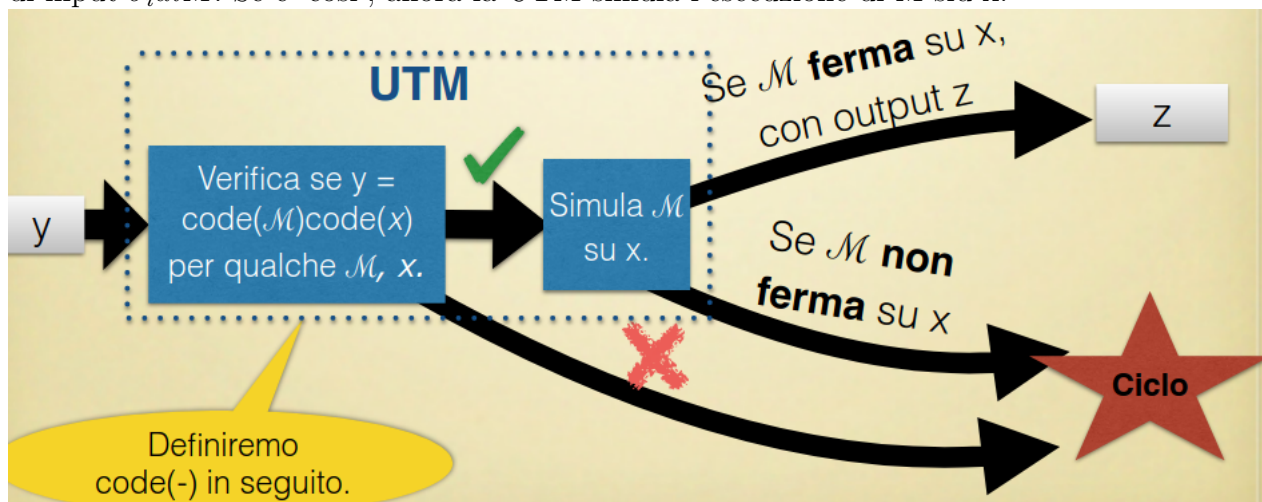 UTM
Se ℳ ferma su x,
con output z
z
y
Verifica se y =
code(ℳ)code(x)
per qualche ℳ, x.
Simula ℳ
su x.
Se ℳ non
ferma su x
Ciclo
Definiremo
code(-) in seguito.